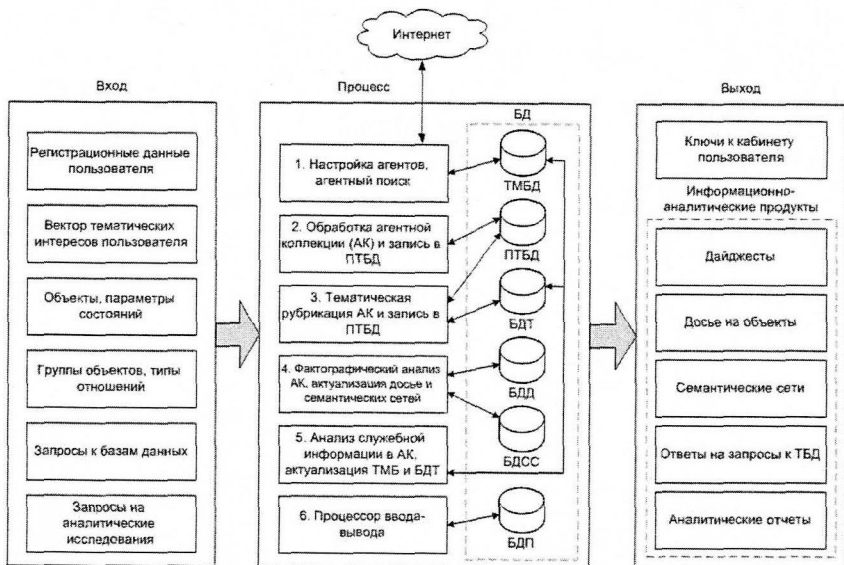 Интернет
Вход
Регистрационные данные
пользователя
Вектор тематических
интересов пользователя
Объекты, параметры
состояний
Группы объектов, типы
отношений
Запросы к базам данных
Запросы на
аналитические
исследования
Процесс
1. Настройка агентов,
агентный поиск
2. Обработка агентной
коллекции (АК) и запись в
ПТБД
3. Тематическая
рубрикация АК и запись в
ПТБД
4. Фактографический анализ
АК, актуализация досье и
семантических сетей
5. Анализ служебной
информации в АК,
актуализация ТМБ и БДТ
6. Процессор ввода-
вывода
БД
ТМБД
ПТБД
БДТ
БДД
БДСС
БДП
Выход
Ключи к кабинету
пользователя
Информационно-
аналитические продукты
Дайджесты
Досье на объекты
Семантические сети
Ответы на запросы к ТБД
Аналитические отчеты